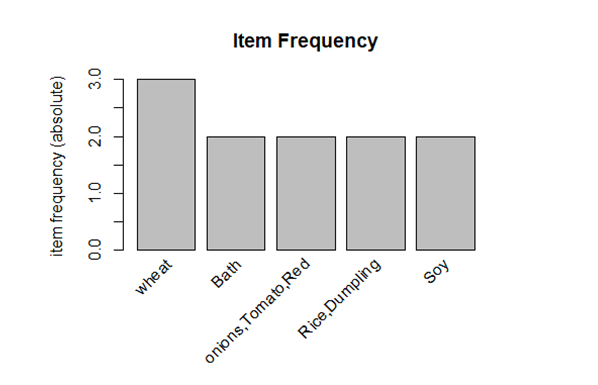 Item Frequency
item frequency (absolute)
3.0
2.0
1.0
0.0
wheat
Bath
onions,Tomato,Red
Rice,Dumpling
Soy